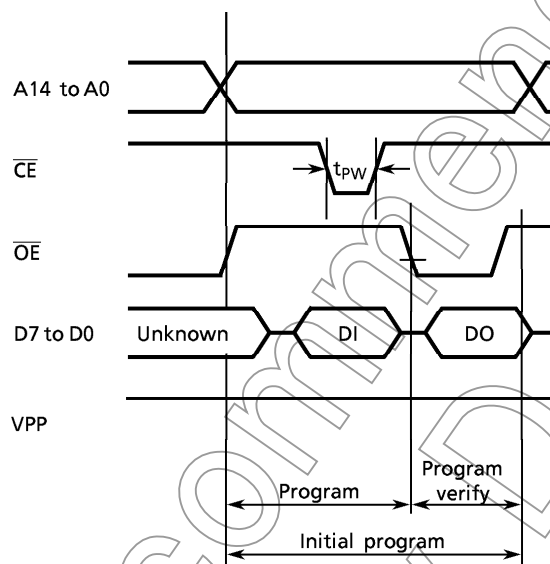 A14 to A0
CE
tPW
OE
D7 to D0
Unknown
DI
DO
VPP
Program
Program
verify
Initial program